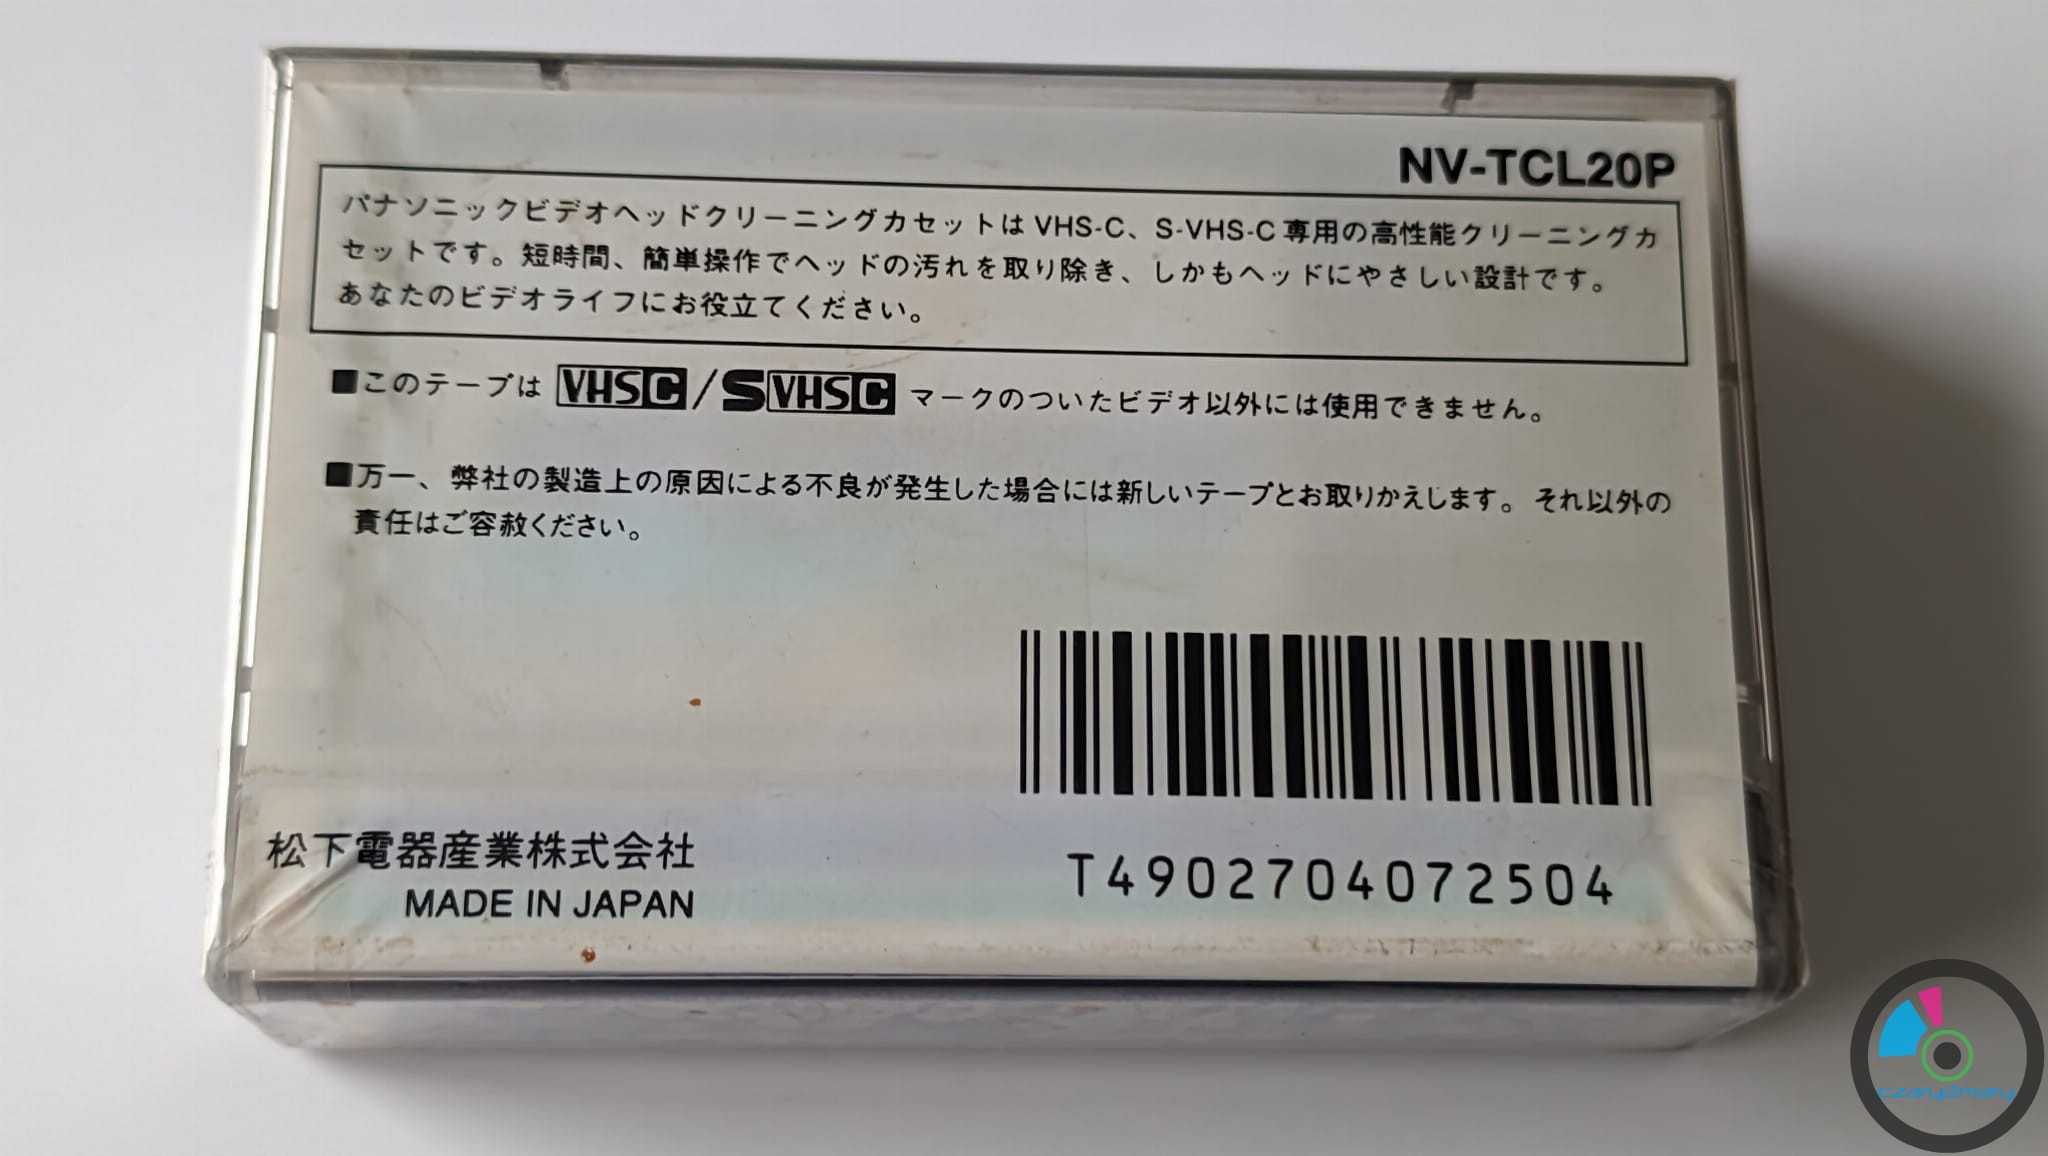 NV-TCL20P
パナソニックビデオヘッドクリーニングカセットは VHS-C、S-VHS-C 専用の高性能クリーニングカ
セットです。短時間、簡単操作でヘッドの汚れを取り除き、しかもヘッドにやさしい設計です。
あなたのビデオライフにお役立てください。
■このテープは VHSC/SVHSC マークのついたビデオ以外には使用できません。
■万一、弊社の製造上の原因による不良が発生した場合には新しいテープとお取りかえします。それ以外の
責任はご容赦ください。
松下電器産業株式会社
MADE IN JAPAN
T4902704072504
czary2mary